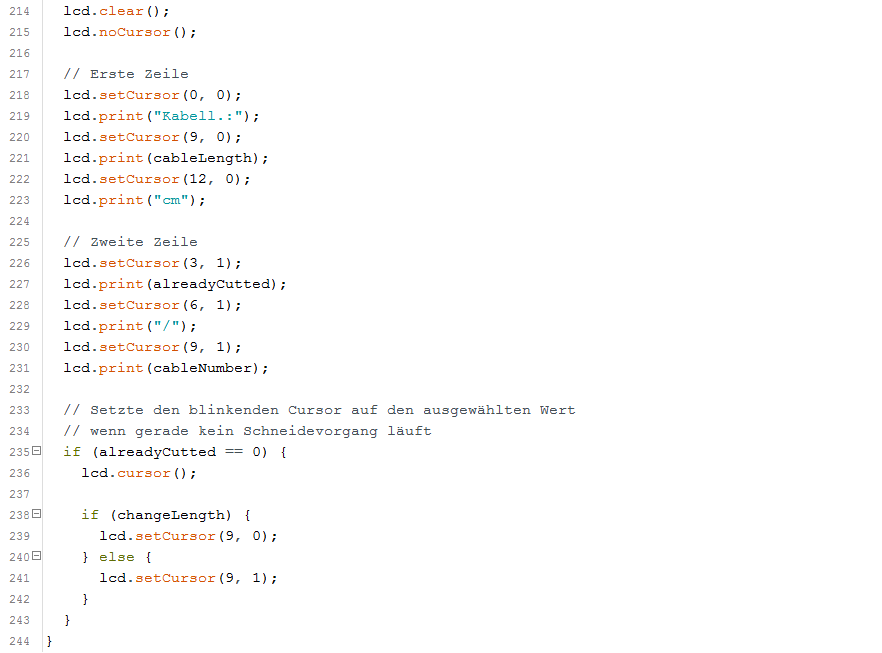 214 lcd.clear();
215 lcd.noCursor();
216
217 // Erste Zeile
218 lcd.setCursor(0, 0);
219 lcd.print("Kabell.:");
220 lcd.setCursor(9, 0);
221 lcd.print(cableLength);
222 lcd.setCursor(12, 0);
223 lcd.print("cm");
224
225 // Zweite Zeile
226 lcd.setCursor(3, 1);
227 lcd.print(alreadyCutted);
228 lcd.setCursor(6, 1);
229 lcd.print("/");
230 lcd.setCursor(9, 1);
231 lcd.print(cableNumber);
232
233 // Setzte den blinkenden Cursor auf den ausgewählten Wert
234 // wenn gerade kein Schneidevorgang läuft
235 if (alreadyCutted == 0) {
236 lcd.cursor();
237
238 if (changeLength) {
239 lcd.setCursor(9, 0);
240 } else {
241 lcd.setCursor(9, 1);
242 }
243 }
244 }